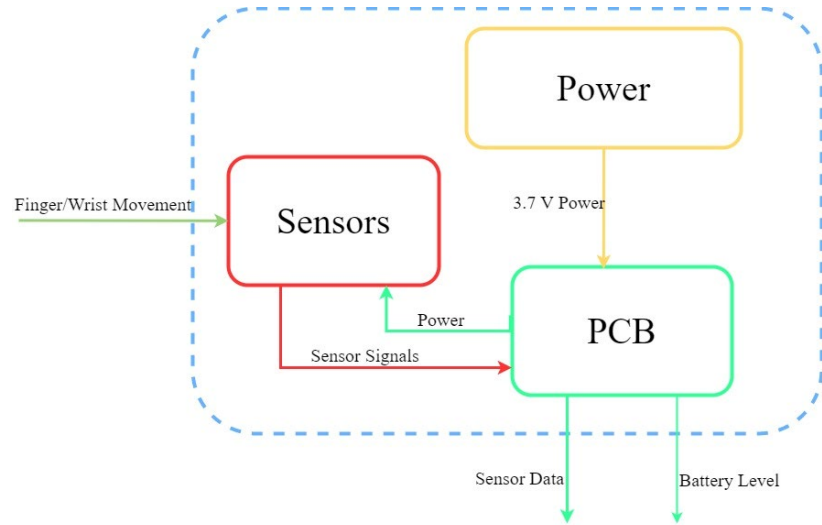 Power
Finger/Wrist Movement
3.7 V Power
Sensors
Power
PCB
Sensor Signals
Sensor Data
Battery Level